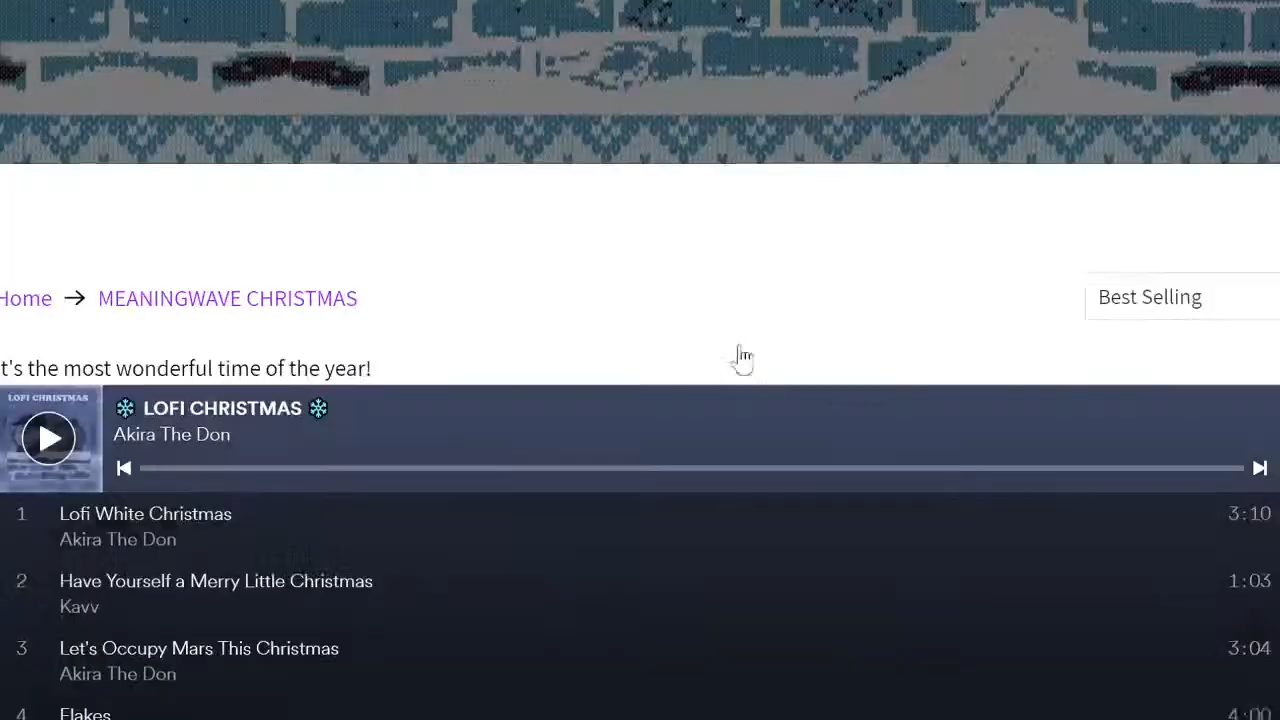 Home → MEANINGWAVE CHRISTMAS
Best Selling
t's the most wonderful time of the year!
LOFI CHRISTMAS
❄ LOFI CHRISTMAS ❄
Akira The Don
1 Lofi White Christmas 3:10
Akira The Don
2 Have Yourself a Merry Little Christmas 1:03
Kavv
3 Let's Occupy Mars This Christmas 3:04
Akira The Don
4 Flakes 4:00